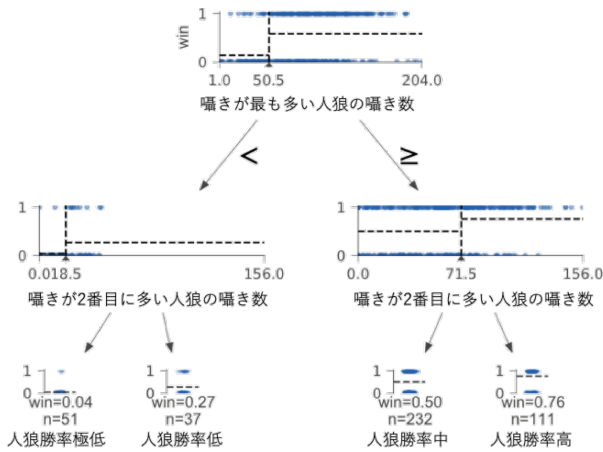 1
win
0
1.0 50.5 204.0
囁きが最も多い人狼の囁き数
< ≥
1 1
0 0
0.018.5 156.0 0.0 71.5 156.0
囁きが2番目に多い人狼の囁き数 囁きが2番目に多い人狼の囁き数
1 1 1 1
0 0 0 0
win=0.04 win=0.27 win=0.50 win=0.76
n=51 n=37 n=232 n=111
人狼勝率極低 人狼勝率低 人狼勝率中 人狼勝率高